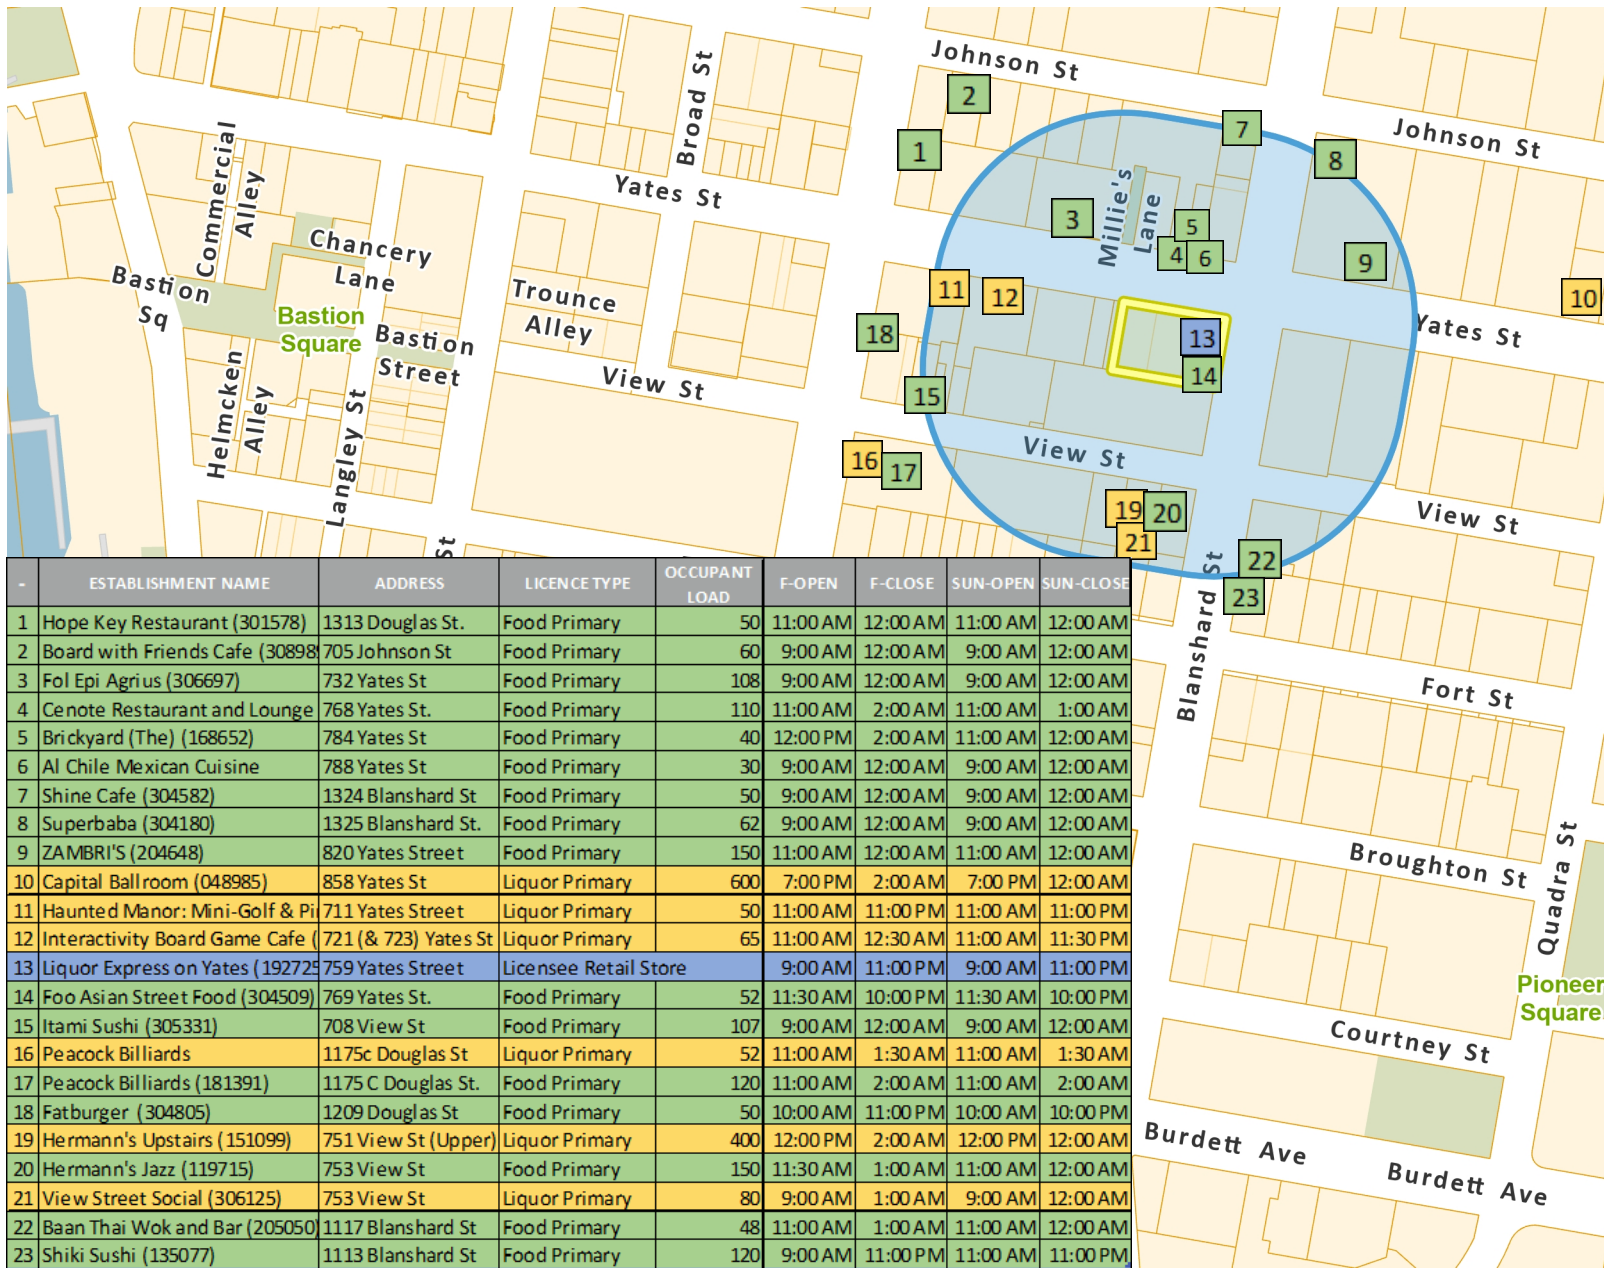 Johnson St
Johnson St
Broad St
Yates St
Commercial Alley
Chancery Lane
Bastion Sq
Bastion Square
Bastion Street
Trounce Alley
View St
Helmcken Alley
Langley St
St
Millie's Lane
Yates St
View St
View St
Blanshard St
Fort St
Broughton St
Quadra St
Pioneer Square
Courtney St
Burdett Ave
Burdett Ave
1
2
3
4
5
6
7
8
9
10
11
12
13
14
15
16
17
18
19
20
21
22
23
- ESTABLISHMENT NAME ADDRESS LICENCE TYPE OCCUPANT LOAD F-OPEN F-CLOSE SUN-OPEN SUN-CLOSE
1 Hope Key Restaurant (301578) 1313 Douglas St. Food Primary 50 11:00 AM 12:00 AM 11:00 AM 12:00 AM
2 Board with Friends Cafe (30898 705 Johnson St Food Primary 60 9:00 AM 12:00 AM 9:00 AM 12:00 AM
3 Fol Epi Agrius (306697) 732 Yates St Food Primary 108 9:00 AM 12:00 AM 9:00 AM 12:00 AM
4 Cenote Restaurant and Lounge 768 Yates St. Food Primary 110 11:00 AM 2:00 AM 11:00 AM 1:00 AM
5 Brickyard (The) (168652) 784 Yates St Food Primary 40 12:00 PM 2:00 AM 11:00 AM 12:00 AM
6 Al Chile Mexican Cuisine 788 Yates St Food Primary 30 9:00 AM 12:00 AM 9:00 AM 12:00 AM
7 Shine Cafe (304582) 1324 Blanshard St Food Primary 50 9:00 AM 12:00 AM 9:00 AM 12:00 AM
8 Superbaba (304180) 1325 Blanshard St. Food Primary 62 9:00 AM 12:00 AM 9:00 AM 12:00 AM
9 ZAMBRI'S (204648) 820 Yates Street Food Primary 150 11:00 AM 12:00 AM 11:00 AM 12:00 AM
10 Capital Ballroom (048985) 858 Yates St Liquor Primary 600 7:00 PM 2:00 AM 7:00 PM 12:00 AM
11 Haunted Manor: Mini-Golf & Pi 711 Yates Street Liquor Primary 50 11:00 AM 11:00 PM 11:00 AM 11:00 PM
12 Interactivity Board Game Cafe ( 721 (& 723) Yates St Liquor Primary 65 11:00 AM 12:30 AM 11:00 AM 11:30 PM
13 Liquor Express on Yates (192725 759 Yates Street Licensee Retail Store 9:00 AM 11:00 PM 9:00 AM 11:00 PM
14 Foo Asian Street Food (304509) 769 Yates St. Food Primary 52 11:30 AM 10:00 PM 11:30 AM 10:00 PM
15 Itami Sushi (305331) 708 View St Food Primary 107 9:00 AM 12:00 AM 9:00 AM 12:00 AM
16 Peacock Billiards 1175c Douglas St Liquor Primary 52 11:00 AM 1:30 AM 11:00 AM 1:30 AM
17 Peacock Billiards (181391) 1175 C Douglas St. Food Primary 120 11:00 AM 2:00 AM 11:00 AM 2:00 AM
18 Fatburger (304805) 1209 Douglas St Food Primary 50 10:00 AM 11:00 PM 10:00 AM 10:00 PM
19 Hermann's Upstairs (151099) 751 View St (Upper) Liquor Primary 400 12:00 PM 2:00 AM 12:00 PM 12:00 AM
20 Hermann's Jazz (119715) 753 View St Food Primary 150 11:30 AM 1:00 AM 11:00 AM 12:00 AM
21 View Street Social (306125) 753 View St Liquor Primary 80 9:00 AM 1:00 AM 9:00 AM 12:00 AM
22 Baan Thai Wok and Bar (205050) 1117 Blanshard St Food Primary 48 11:00 AM 1:00 AM 11:00 AM 12:00 AM
23 Shiki Sushi (135077) 1113 Blanshard St Food Primary 120 9:00 AM 11:00 PM 11:00 AM 11:00 PM